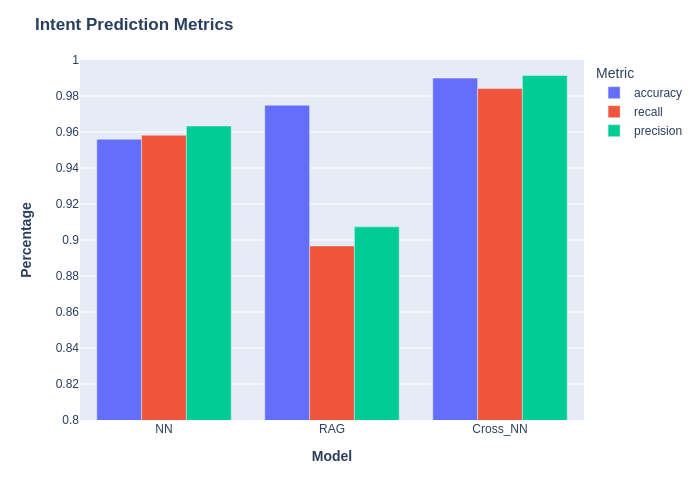 Intent Prediction Metrics
Percentage
1
0.98
0.96
0.94
0.92
0.9
0.88
0.86
0.84
0.82
0.8
NN
RAG
Cross_NN
Model
Metric
accuracy
recall
precision